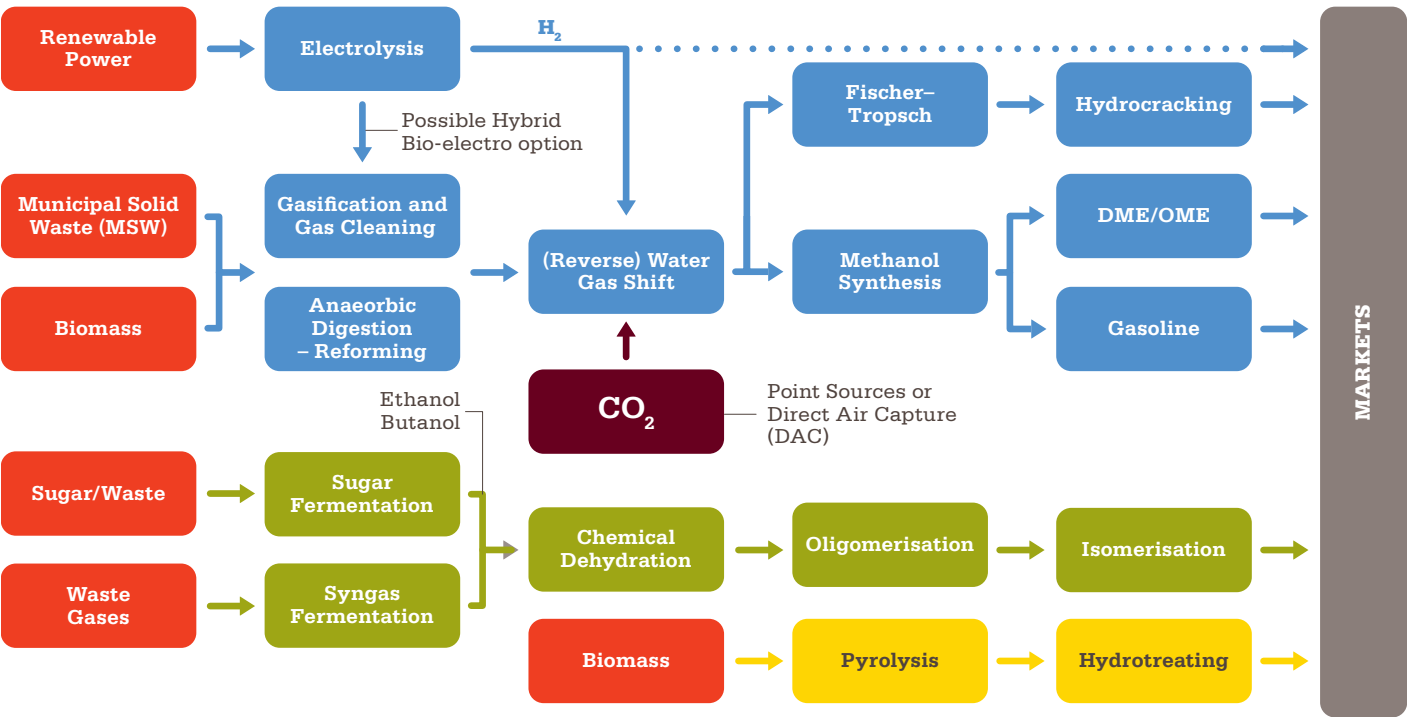 Renewable
Power
Electrolysis
H₂
Possible Hybrid
Bio-electro option
Fischer–
Tropsch
Hydrocracking
Municipal Solid
Waste (MSW)
Gasification and
Gas Cleaning
Biomass
Anaeorbic
Digestion
– Reforming
(Reverse) Water
Gas Shift
Methanol
Synthesis
DME/OME
Gasoline
CO₂
Point Sources or
Direct Air Capture
(DAC)
Ethanol
Butanol
Sugar/Waste
Sugar
Fermentation
Waste
Gases
Syngas
Fermentation
Chemical
Dehydration
Oligomerisation
Isomerisation
Biomass
Pyrolysis
Hydrotreating
MARKETS